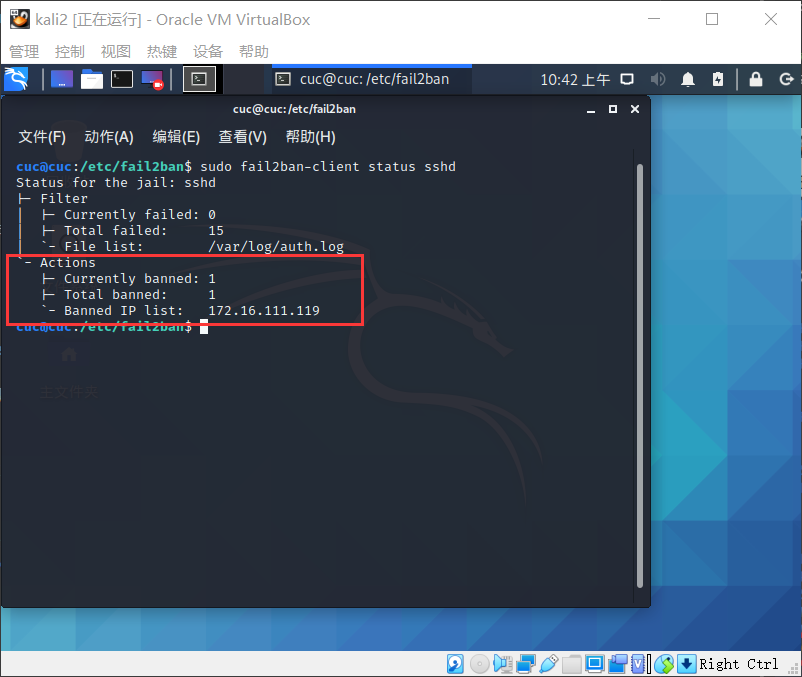 kali2 [正在运行] - Oracle VM VirtualBox
管理 控制 视图 热键 设备 帮助
cuc@cuc: /etc/fail2ban 10:42 上午
cuc@cuc:/etc/fail2ban
文件(F) 动作(A) 编辑(E) 查看(V) 帮助(H)
cuc@cuc:/etc/fail2ban$ sudo fail2ban-client status sshd
Status for the jail: sshd
├─ Filter
│  ├─ Currently failed: 0
│  ├─ Total failed:     15
│  `- File list:        /var/log/auth.log
`- Actions
   ├─ Currently banned: 1
   ├─ Total banned:     1
   `- Banned IP list:   172.16.111.119
cuc@cuc:/etc/fail2ban$
主文件夹
Right Ctrl